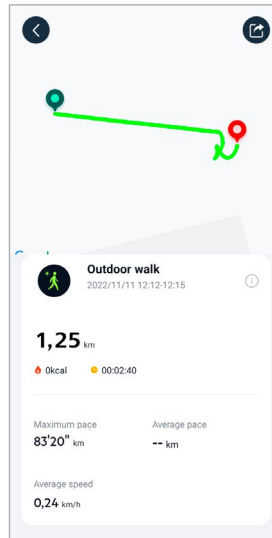 Outdoor walk
2022/11/11 12:12-12:15
1,25 km
0kcal 00:02:40
Maximum pace Average pace
83'20" km -- km
Average speed
0,24 km/h